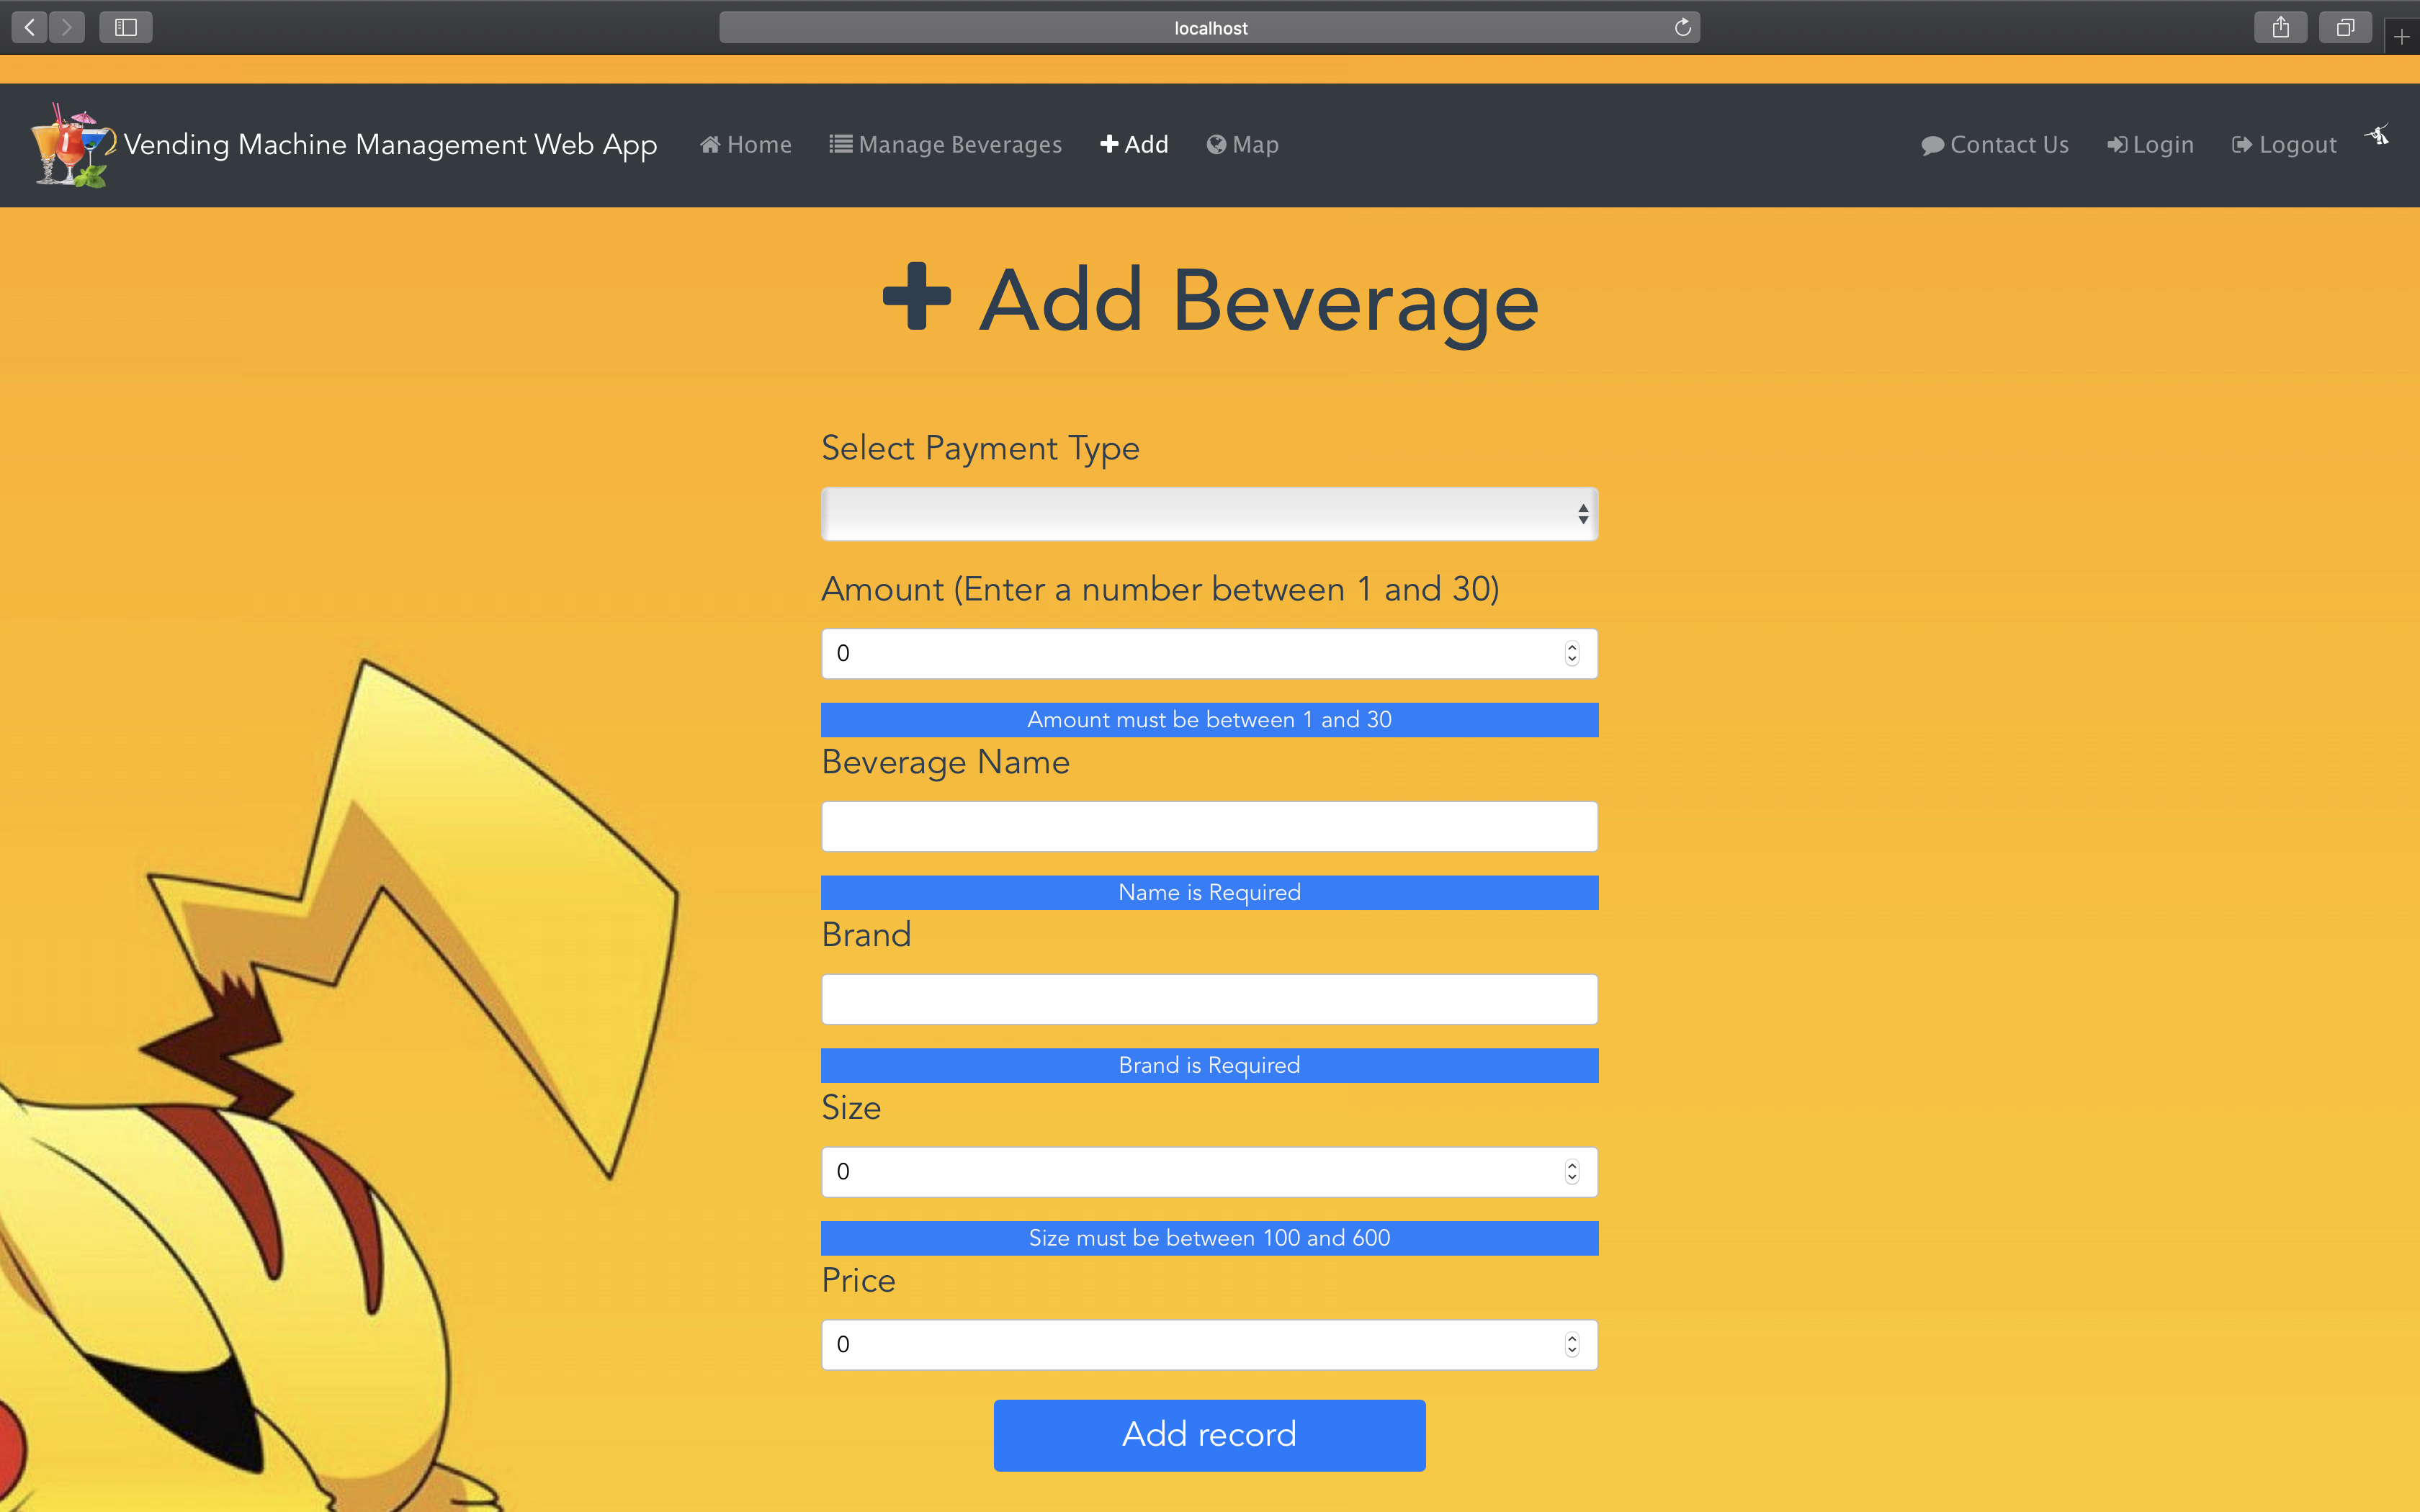 localhost
Vending Machine Management Web App Home Manage Beverages Add Map Contact Us Login Logout
Add Beverage
Select Payment Type
Amount (Enter a number between 1 and 30)
0
Amount must be between 1 and 30
Beverage Name
Name is Required
Brand
Brand is Required
Size
0
Size must be between 100 and 600
Price
0
Add record